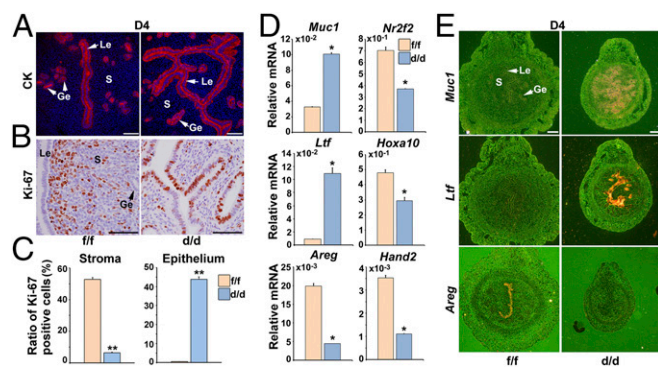 A
D4
CK
Le
S
Ge
Le
S
Ge
B
Ki-67
Le
S
Ge
f/f
d/d
C
Stroma
Epithelium
Ratio of Ki-67
positive cells (%)
60
40
20
0
**
50
40
30
20
10
0
**
f/f
d/d
D
Muc1
Relative mRNA
x10-2
12
10
8
6
4
2
0
*
Nr2f2
x10-1
8
7
6
5
4
3
2
1
0
*
f/f
d/d
Ltf
Relative mRNA
x10-2
14
12
10
8
6
4
2
0
*
Hoxa10
x10-1
6
5
4
3
2
1
0
*
Areg
Relative mRNA
x10-3
25
20
15
10
5
0
*
Hand2
x10-3
4
3
2
1
0
*
E
D4
Muc1
Le
S
Ge
Ltf
Areg
f/f
d/d